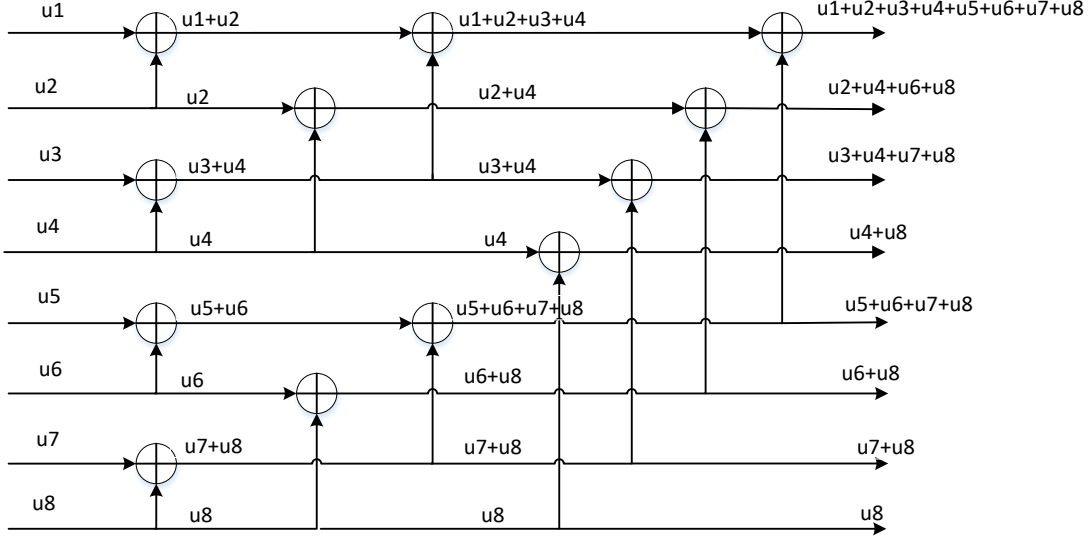 u1 u1+u2 u1+u2+u3+u4 u1+u2+u3+u4+u5+u6+u7+u8
u2 u2 u2+u4 u2+u4+u6+u8
u3 u3+u4 u3+u4 u3+u4+u7+u8
u4 u4 u4 u4+u8
u5 u5+u6 u5+u6+u7+u8 u5+u6+u7+u8
u6 u6 u6+u8 u6+u8
u7 u7+u8 u7+u8 u7+u8
u8 u8 u8 u8